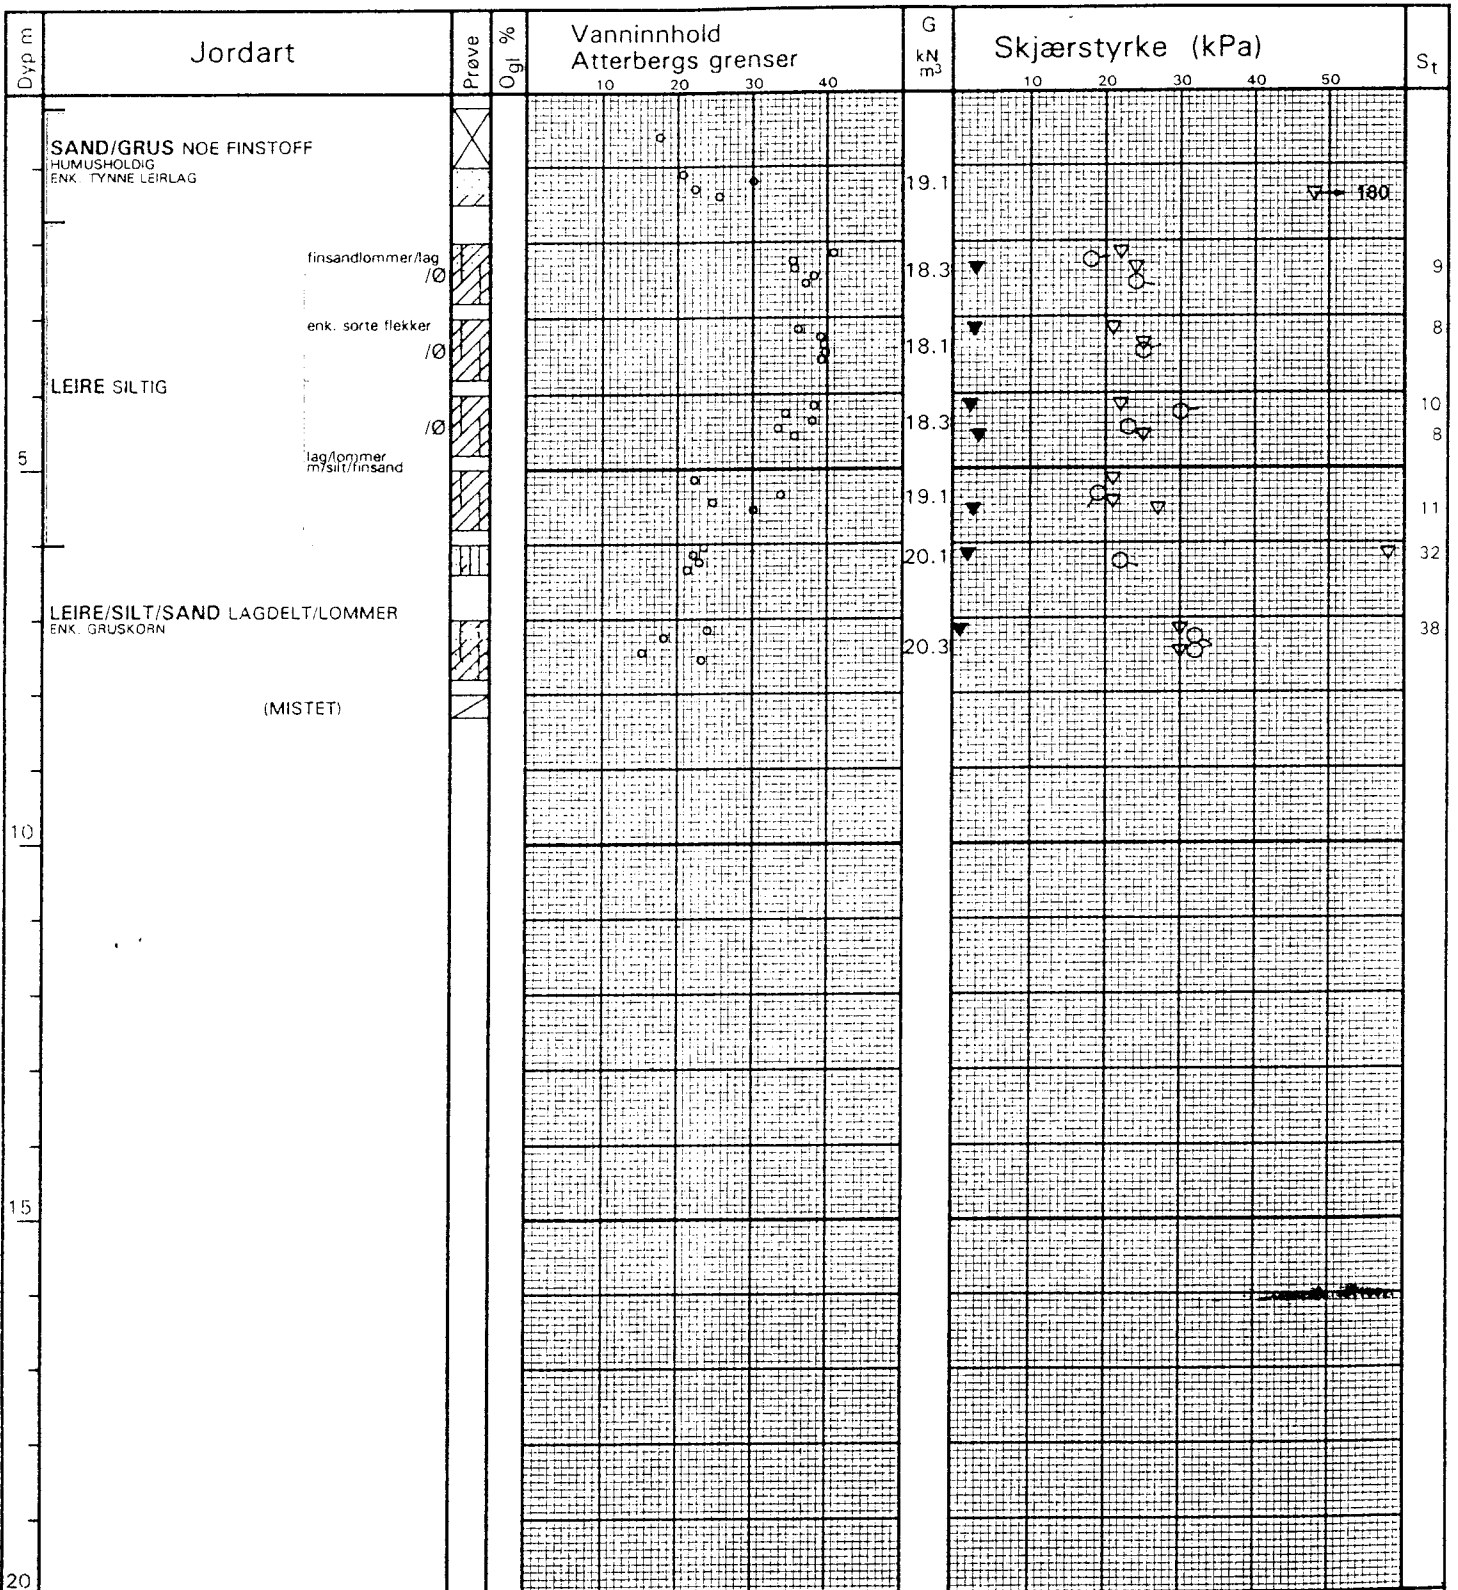 Dyp m
Jordart
Prøve
Ogl %
Vanninnhold
Atterbergs grenser
10 20 30 40
G
kN
m³
Skjærstyrke (kPa)
10 20 30 40 50
St
SAND/GRUS NOE FINSTOFF
HUMUSHOLDIG
ENK. TYNNE LEIRLAG
19.1
180
finsandlommer/lag
/Ø
18.3
9
enk. sorte flekker
/Ø
18.1
8
LEIRE SILTIG
/Ø
18.3
10
8
lag/lommer
m/silt/finsand
5
19.1
11
20.1
32
LEIRE/SILT/SAND LAGDELT/LOMMER
ENK. GRUSKORN
20.3
38
(MISTET)
10
15
20